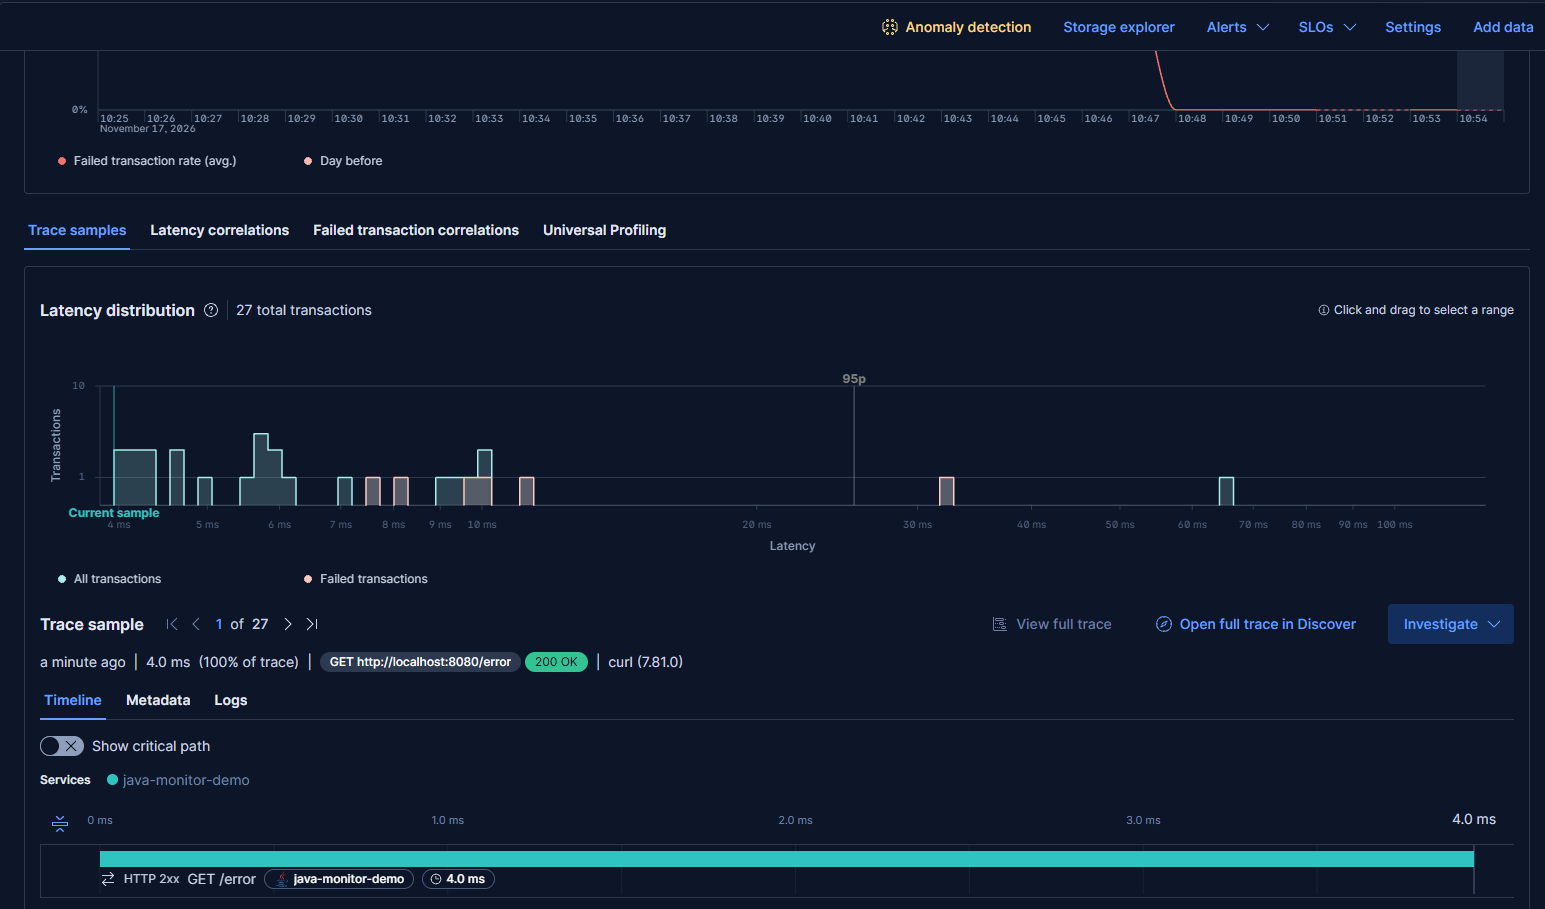 Anomaly detection Storage explorer Alerts SLOs Settings Add data
0%
10:25 10:26 10:27 10:28 10:29 10:30 10:31 10:32 10:33 10:34 10:35 10:36 10:37 10:38 10:39 10:40 10:41 10:42 10:43 10:44 10:45 10:46 10:47 10:48 10:49 10:50 10:51 10:52 10:53 10:54
November 17, 2026
Failed transaction rate (avg.) Day before
Trace samples Latency correlations Failed transaction correlations Universal Profiling
Latency distribution 27 total transactions Click and drag to select a range
95p
10
Transactions
1
Current sample
4 ms 5 ms 6 ms 7 ms 8 ms 9 ms 10 ms 20 ms 30 ms 40 ms 50 ms 60 ms 70 ms 80 ms 90 ms 100 ms
Latency
All transactions Failed transactions
Trace sample 1 of 27 View full trace Open full trace in Discover Investigate
a minute ago | 4.0 ms (100% of trace) | GET http://localhost:8080/error 200 OK | curl (7.81.0)
Timeline Metadata Logs
Show critical path
Services java-monitor-demo
0 ms 1.0 ms 2.0 ms 3.0 ms 4.0 ms
HTTP 2xx GET /error java-monitor-demo 4.0 ms